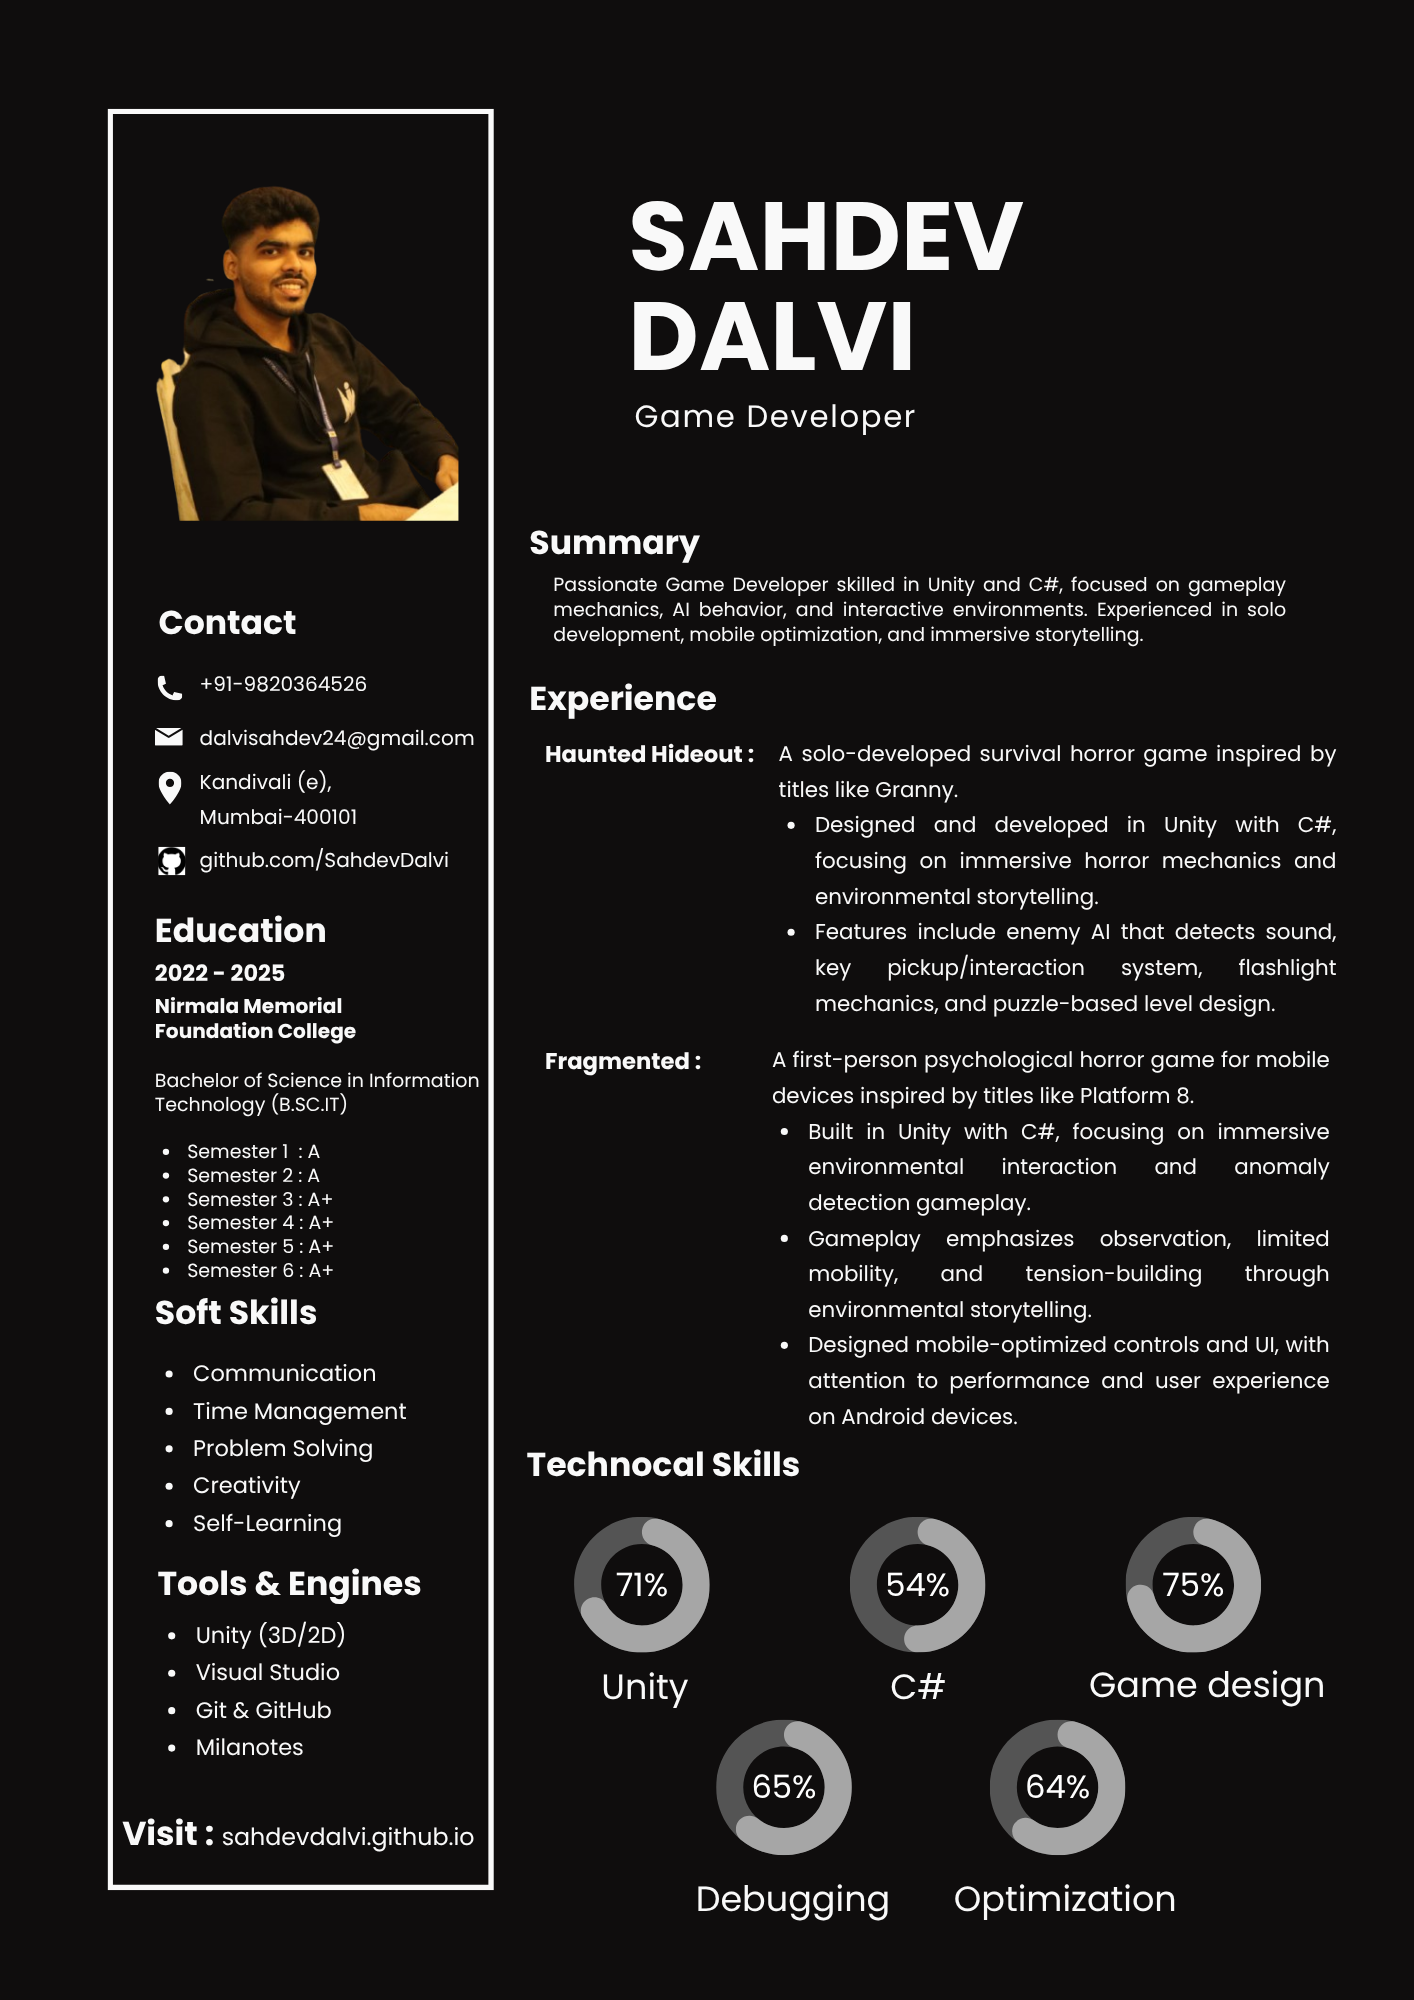 SAHDEV
DALVI
Game Developer
Contact
+91-9820364526
dalvisahdev24@gmail.com
Kandivali (e),
Mumbai-400101
github.com/SahdevDalvi
Education
2022 - 2025
Nirmala Memorial
Foundation College
Bachelor of Science in Information
Technology (B.SC.IT)
• Semester 1 : A
• Semester 2 : A
• Semester 3 : A+
• Semester 4 : A+
• Semester 5 : A+
• Semester 6 : A+
Soft Skills
• Communication
• Time Management
• Problem Solving
• Creativity
• Self-Learning
Tools & Engines
• Unity (3D/2D)
• Visual Studio
• Git & GitHub
• Milanotes
Visit : sahdevdalvi.github.io
Summary
Passionate Game Developer skilled in Unity and C#, focused on gameplay
mechanics, AI behavior, and interactive environments. Experienced in solo
development, mobile optimization, and immersive storytelling.
Experience
Haunted Hideout : A solo-developed survival horror game inspired by
titles like Granny.
• Designed and developed in Unity with C#,
focusing on immersive horror mechanics and
environmental storytelling.
• Features include enemy AI that detects sound,
key pickup/interaction system, flashlight
mechanics, and puzzle-based level design.
Fragmented : A first-person psychological horror game for mobile
devices inspired by titles like Platform 8.
• Built in Unity with C#, focusing on immersive
environmental interaction and anomaly
detection gameplay.
• Gameplay emphasizes observation, limited
mobility, and tension-building through
environmental storytelling.
• Designed mobile-optimized controls and UI, with
attention to performance and user experience
on Android devices.
Technocal Skills
71% 54% 75%
Unity C# Game design
65% 64%
Debugging Optimization